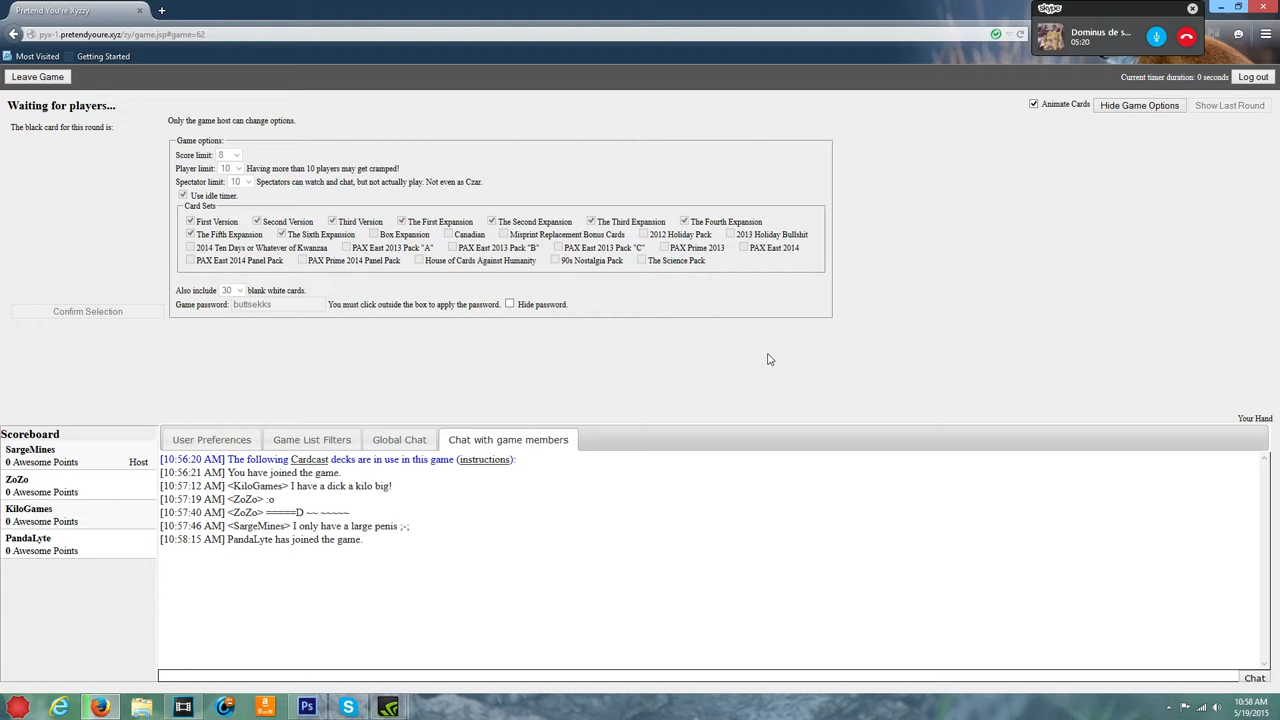 Pretend You're Xyzzy
pyx-1.pretendyoure.xyz/zy/game.jsp#game=62
skype
Dominus de s...
05:20
Most Visited
Getting Started
Leave Game
Current timer duration: 0 seconds
Log out
Waiting for players...
The black card for this round is:
Only the game host can change options.
Animate Cards
Hide Game Options
Show Last Round
Game options:
Score limit: 8
Player limit: 10 Having more than 10 players may get cramped!
Spectator limit: 10 Spectators can watch and chat, but not actually play. Not even as Czar.
Use idle timer.
Card Sets
First Version Second Version Third Version The First Expansion The Second Expansion The Third Expansion The Fourth Expansion
The Fifth Expansion The Sixth Expansion Box Expansion Canadian Misprint Replacement Bonus Cards 2012 Holiday Pack 2013 Holiday Bullshit
2014 Ten Days or Whatever of Kwanzaa PAX East 2013 Pack "A" PAX East 2013 Pack "B" PAX East 2013 Pack "C" PAX Prime 2013 PAX East 2014
PAX East 2014 Panel Pack PAX Prime 2014 Panel Pack House of Cards Against Humanity 90s Nostalgia Pack The Science Pack
Also include 30 blank white cards.
Game password: buttsekks You must click outside the box to apply the password. Hide password.
Confirm Selection
Your Hand
Scoreboard
SargeMines
0 Awesome Points Host
ZoZo
0 Awesome Points
KiloGames
0 Awesome Points
PandaLyte
0 Awesome Points
User Preferences
Game List Filters
Global Chat
Chat with game members
[10:56:20 AM] The following Cardcast decks are in use in this game (instructions):
[10:56:21 AM] You have joined the game.
[10:57:12 AM] <KiloGames> I have a dick a kilo big!
[10:57:19 AM] <ZoZo> :o
[10:57:40 AM] <ZoZo> =====D ~~ ~~~~~
[10:57:46 AM] <SargeMines> I only have a large penis ;-;
[10:58:15 AM] PandaLyte has joined the game.
Chat
Ps
10:58 AM
5/19/2015